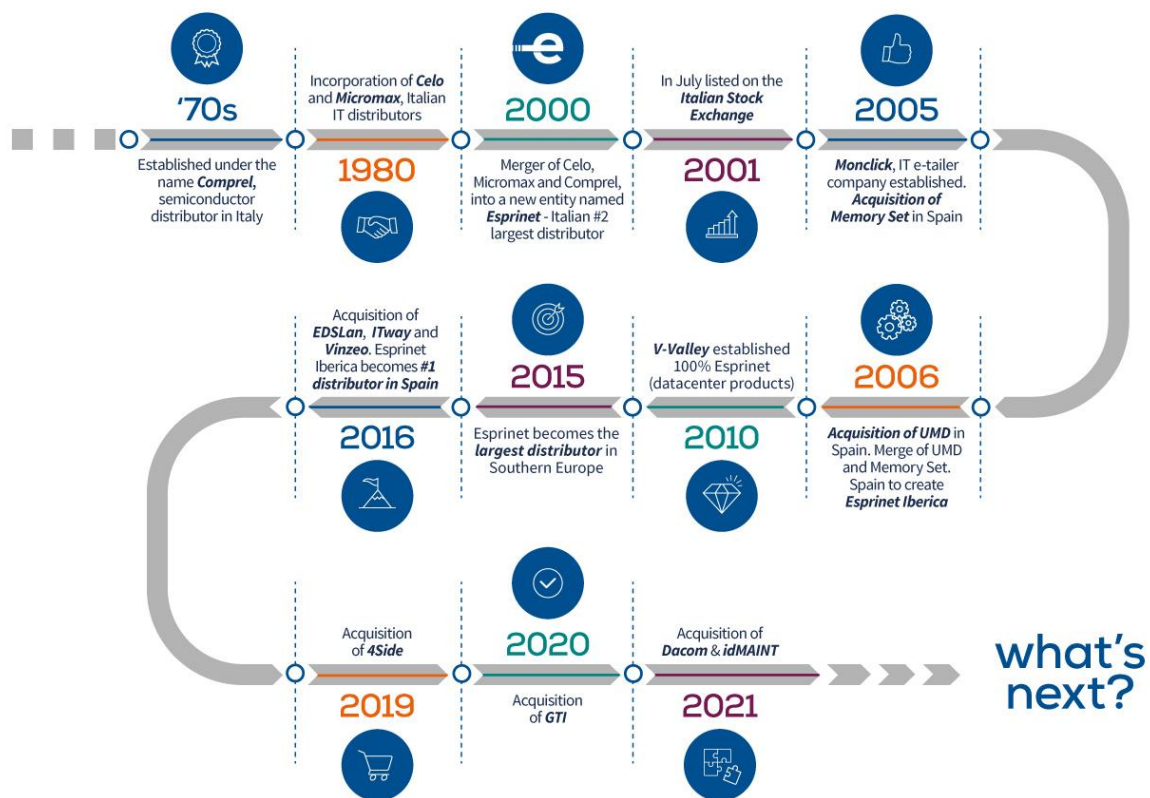 '70s
Established under the
name Comprel,
semiconductor
distributor in Italy
Incorporation of Celo
and Micromax, Italian
IT distributors
1980
e
2000
Merger of Celo,
Micromax and Comprel,
into a new entity named
Esprinet - Italian #2
largest distributor
In July listed on the
Italian Stock
Exchange
2001
2005
Monclick, IT e-tailer
company established.
Acquisition of
Memory Set in Spain
2006
Acquisition of UMD in
Spain. Merge of UMD
and Memory Set.
Spain to create
Esprinet Iberica
V-Valley established
100% Esprinet
(datacenter products)
2010
2015
Esprinet becomes the
largest distributor in
Southern Europe
Acquisition of
EDSLan, ITway and
Vinzeo. Esprinet
Iberica becomes #1
distributor in Spain
2016
Acquisition
of 4Side
2019
2020
Acquisition
of GTI
Acquisition of
Dacom & idMAINT
2021
what's
next?